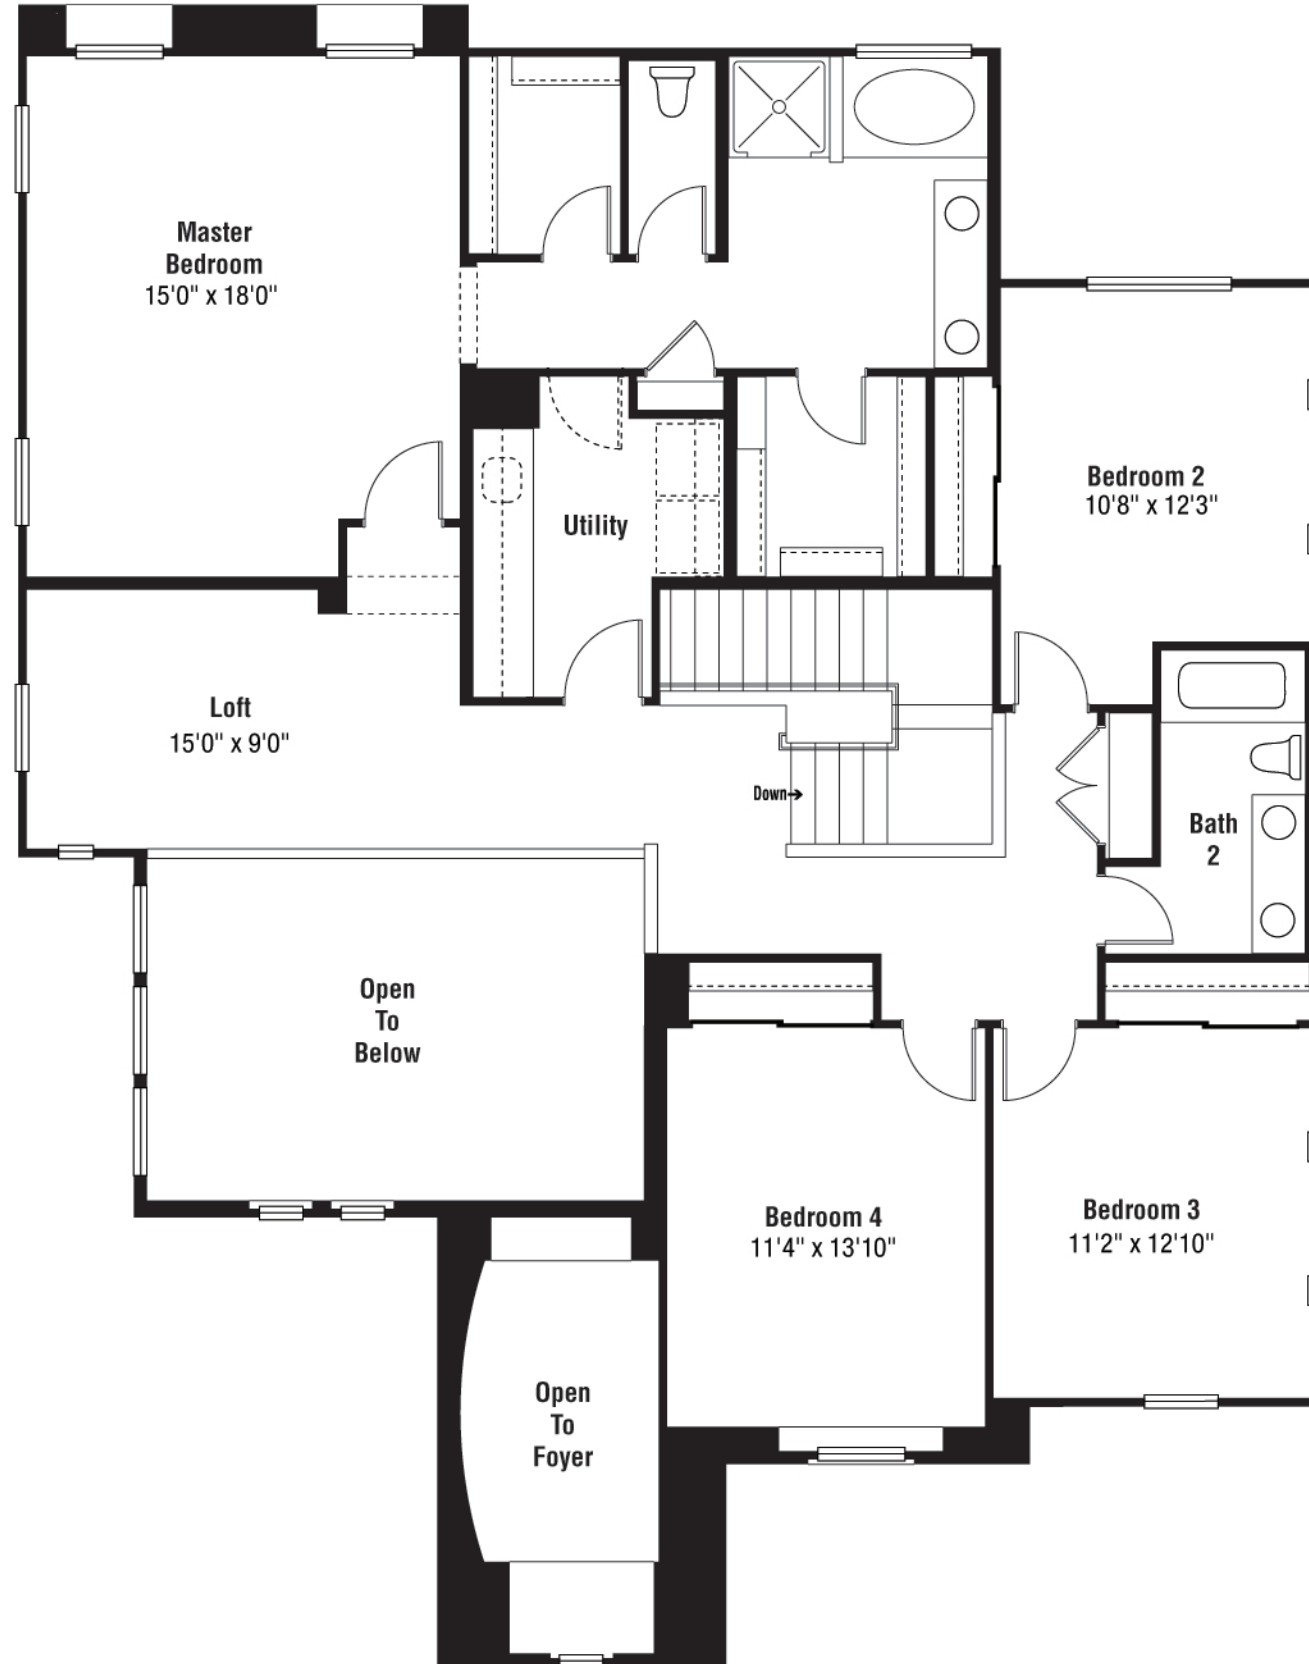 Master
Bedroom
15'0" x 18'0"
Bedroom 2
10'8" x 12'3"
Utility
Loft
15'0" x 9'0"
Down
Bath
2
Open
To
Below
Bedroom 4
11'4" x 13'10"
Bedroom 3
11'2" x 12'10"
Open
To
Foyer